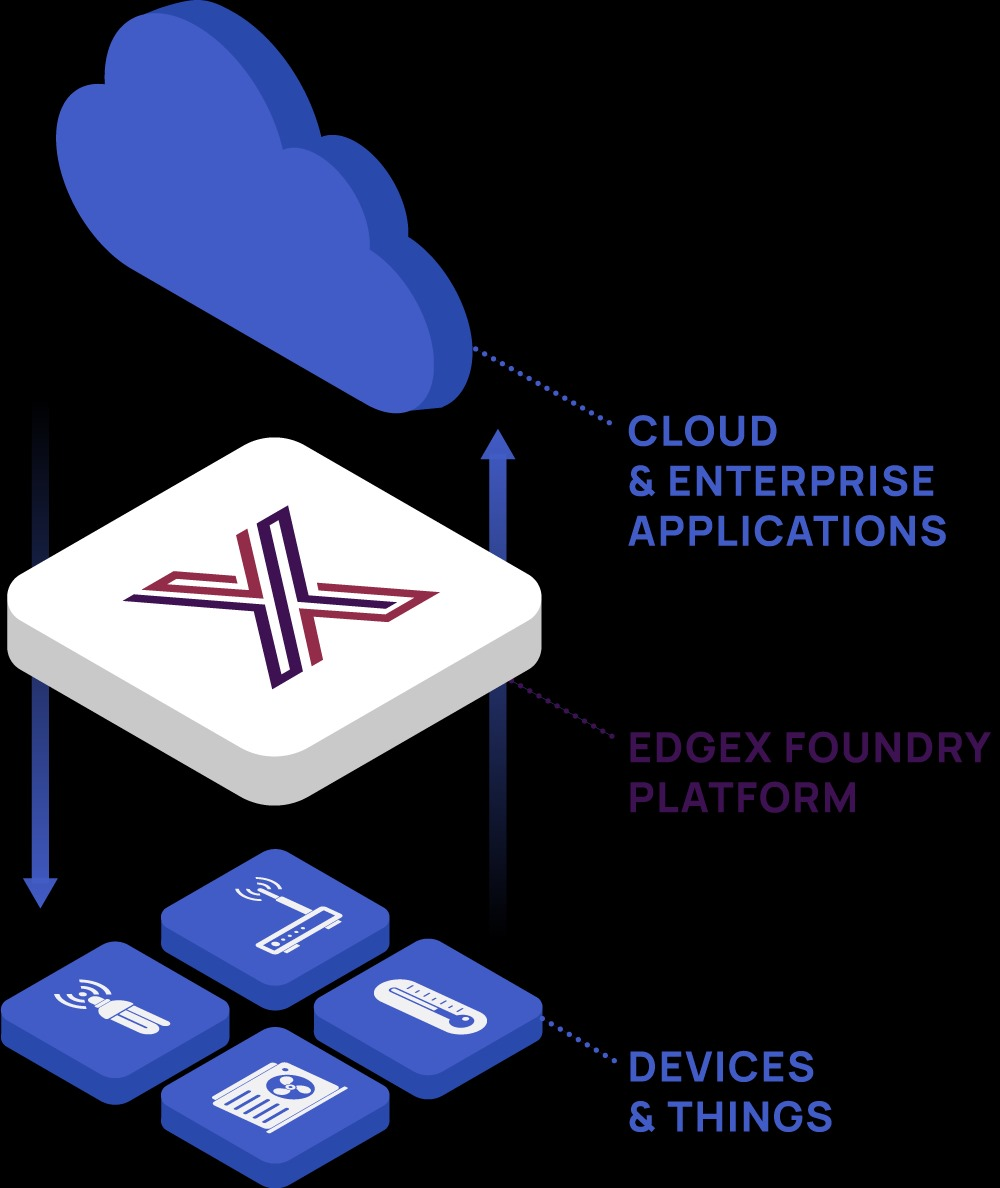 CLOUD
& ENTERPRISE
APPLICATIONS
EDGEX FOUNDRY
PLATFORM
DEVICES
& THINGS